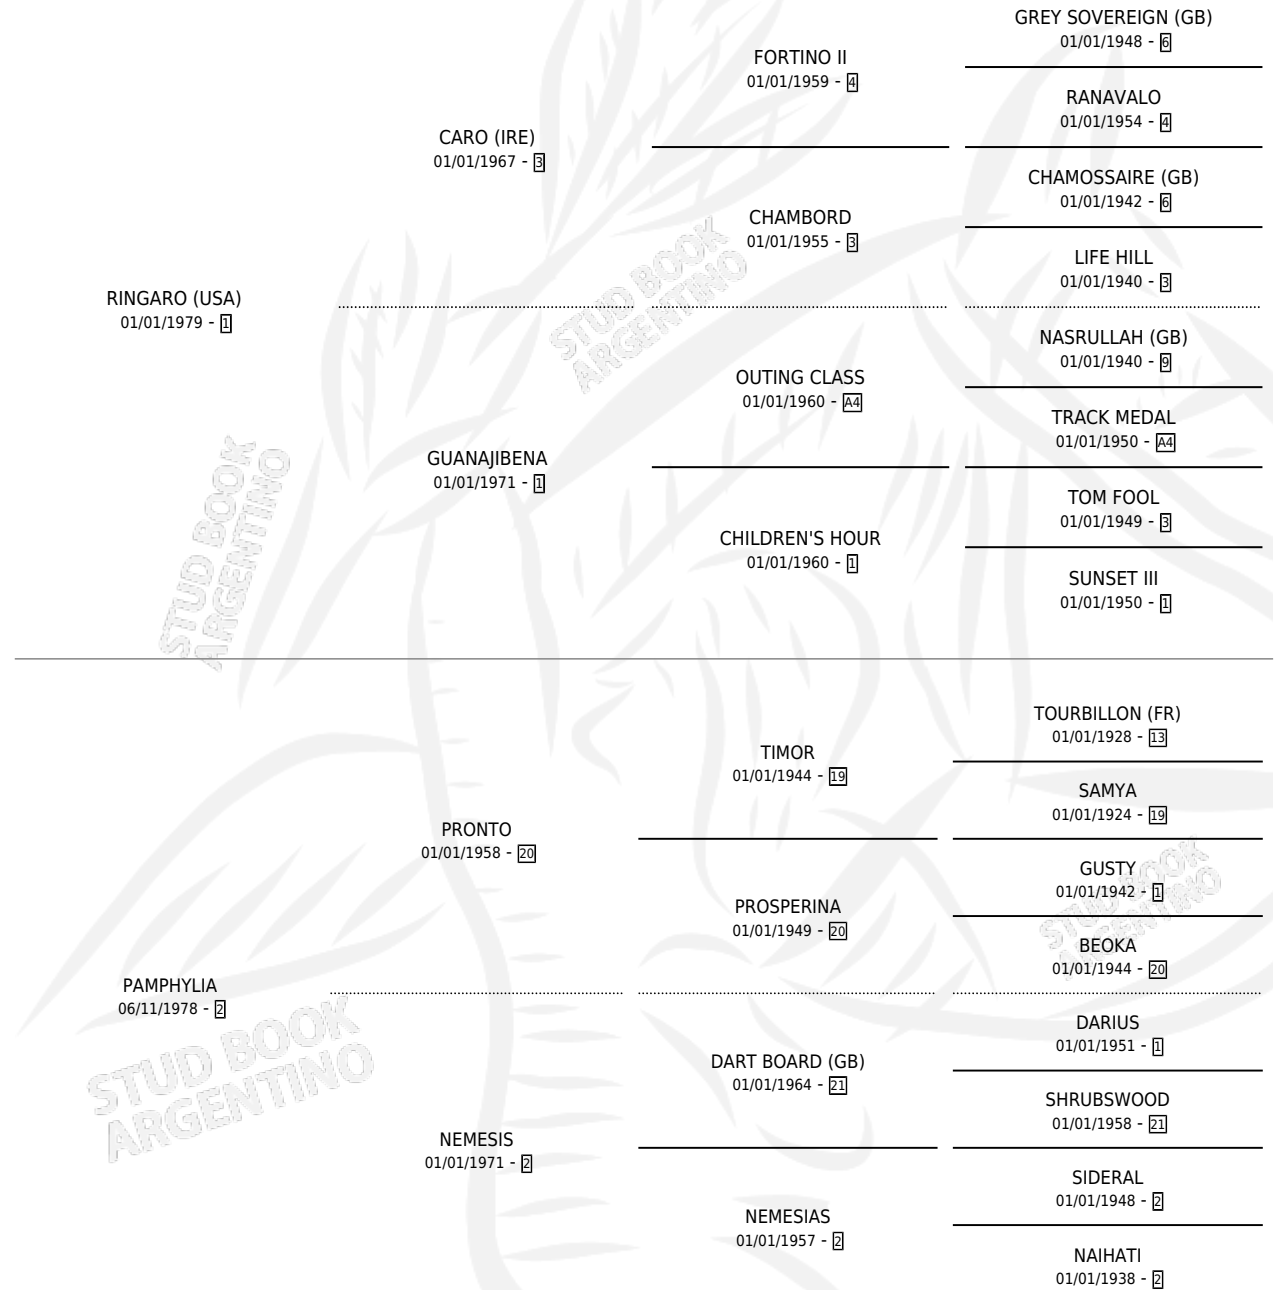 GREY SOVEREIGN (GB)
01/01/1948 - 6
FORTINO II
01/01/1959 - 4
RANAVALO
01/01/1954 - 4
CARO (IRE)
01/01/1967 - 3
CHAMOSSAIRE (GB)
01/01/1942 - 6
CHAMBORD
01/01/1955 - 3
LIFE HILL
01/01/1940 - 3
RINGARO (USA)
01/01/1979 - 1
NASRULLAH (GB)
01/01/1940 - 9
OUTING CLASS
01/01/1960 - A4
TRACK MEDAL
01/01/1950 - A4
GUANAJIBENA
01/01/1971 - 1
TOM FOOL
01/01/1949 - 3
CHILDREN'S HOUR
01/01/1960 - 1
SUNSET III
01/01/1950 - 1
STUD BOOK
ARGENTINO
STUD BOOK
ARGENTINO
TOURBILLON (FR)
01/01/1928 - 13
TIMOR
01/01/1944 - 19
SAMYA
01/01/1924 - 19
PRONTO
01/01/1958 - 20
GUSTY
01/01/1942 - 1
PROSPERINA
01/01/1949 - 20
BEOKA
01/01/1944 - 20
PAMPHYLIA
06/11/1978 - 2
DARIUS
01/01/1951 - 1
DART BOARD (GB)
01/01/1964 - 21
SHRUBSWOOD
01/01/1958 - 21
NEMESIS
01/01/1971 - 2
SIDERAL
01/01/1948 - 2
NEMESIAS
01/01/1957 - 2
NAIHATI
01/01/1938 - 2
STUD BOOK
ARGENTINO
STUD BOOK
ARGENTINO